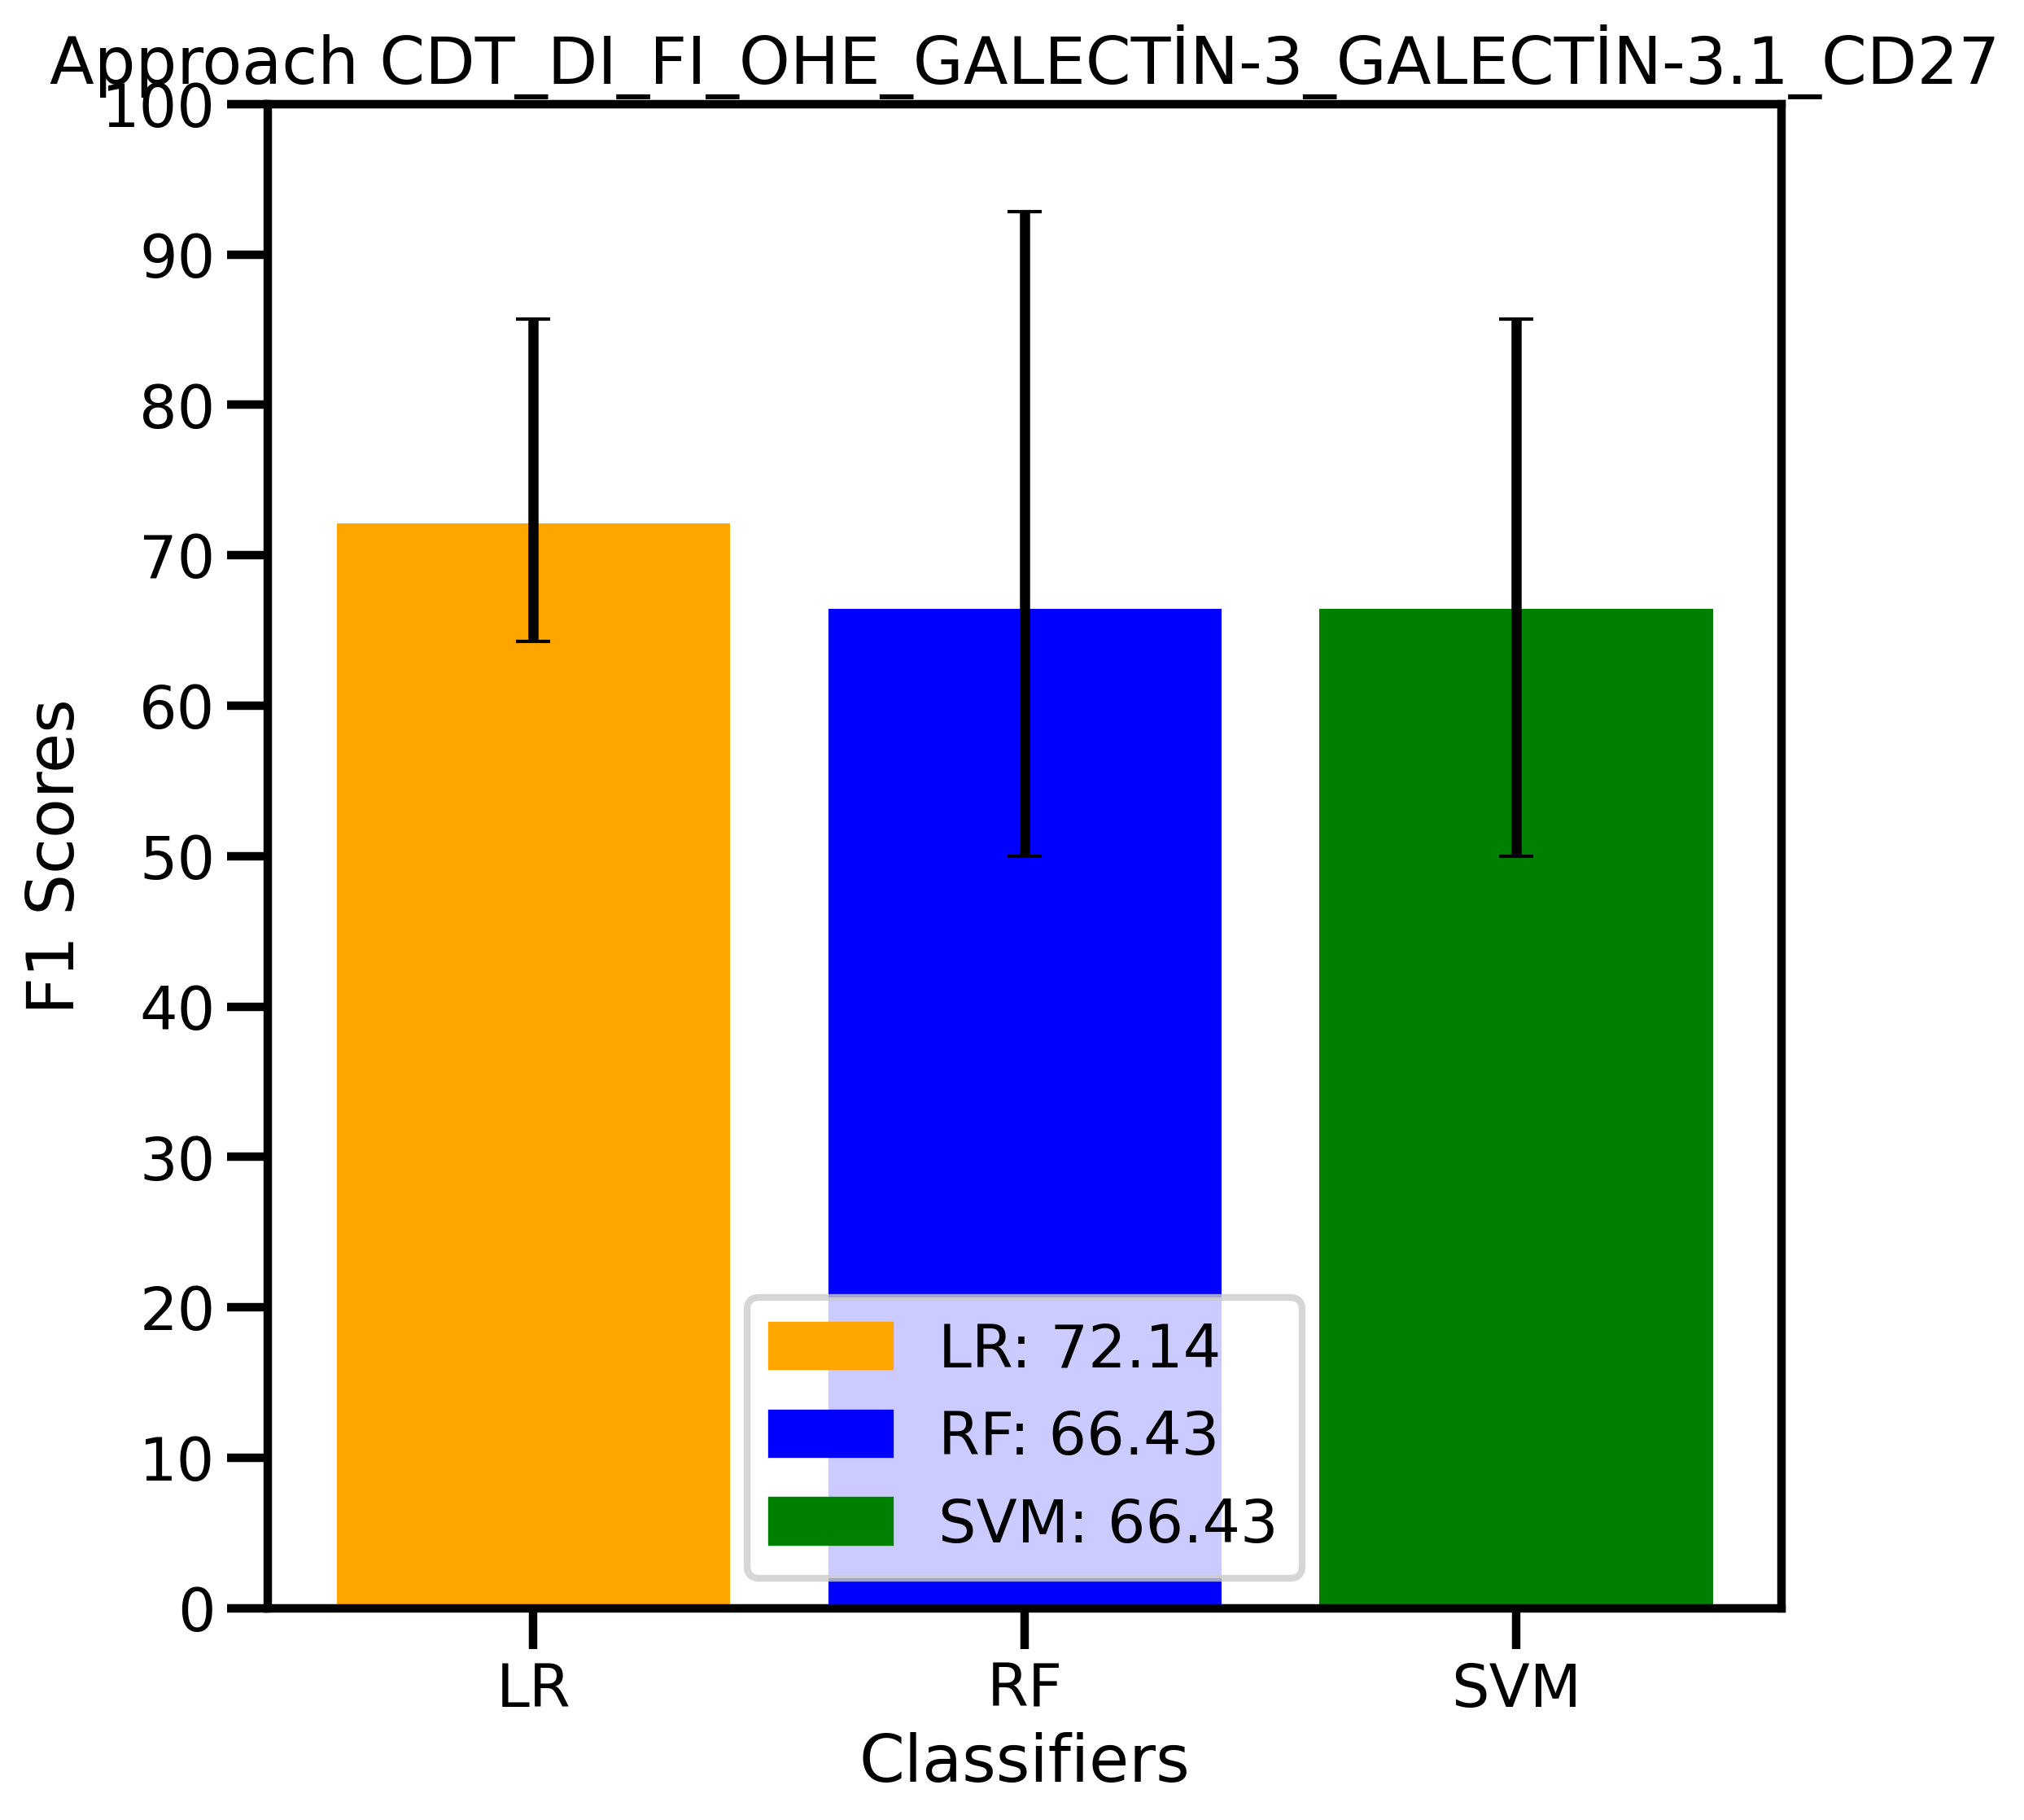 Approach CDT_DI_FI_OHE_GALECTİN-3_GALECTİN-3.1_CD27
100
90
80
70
60
50
40
30
20
10
0
F1 Scores
LR: 72.14
RF: 66.43
SVM: 66.43
LR RF SVM
Classifiers